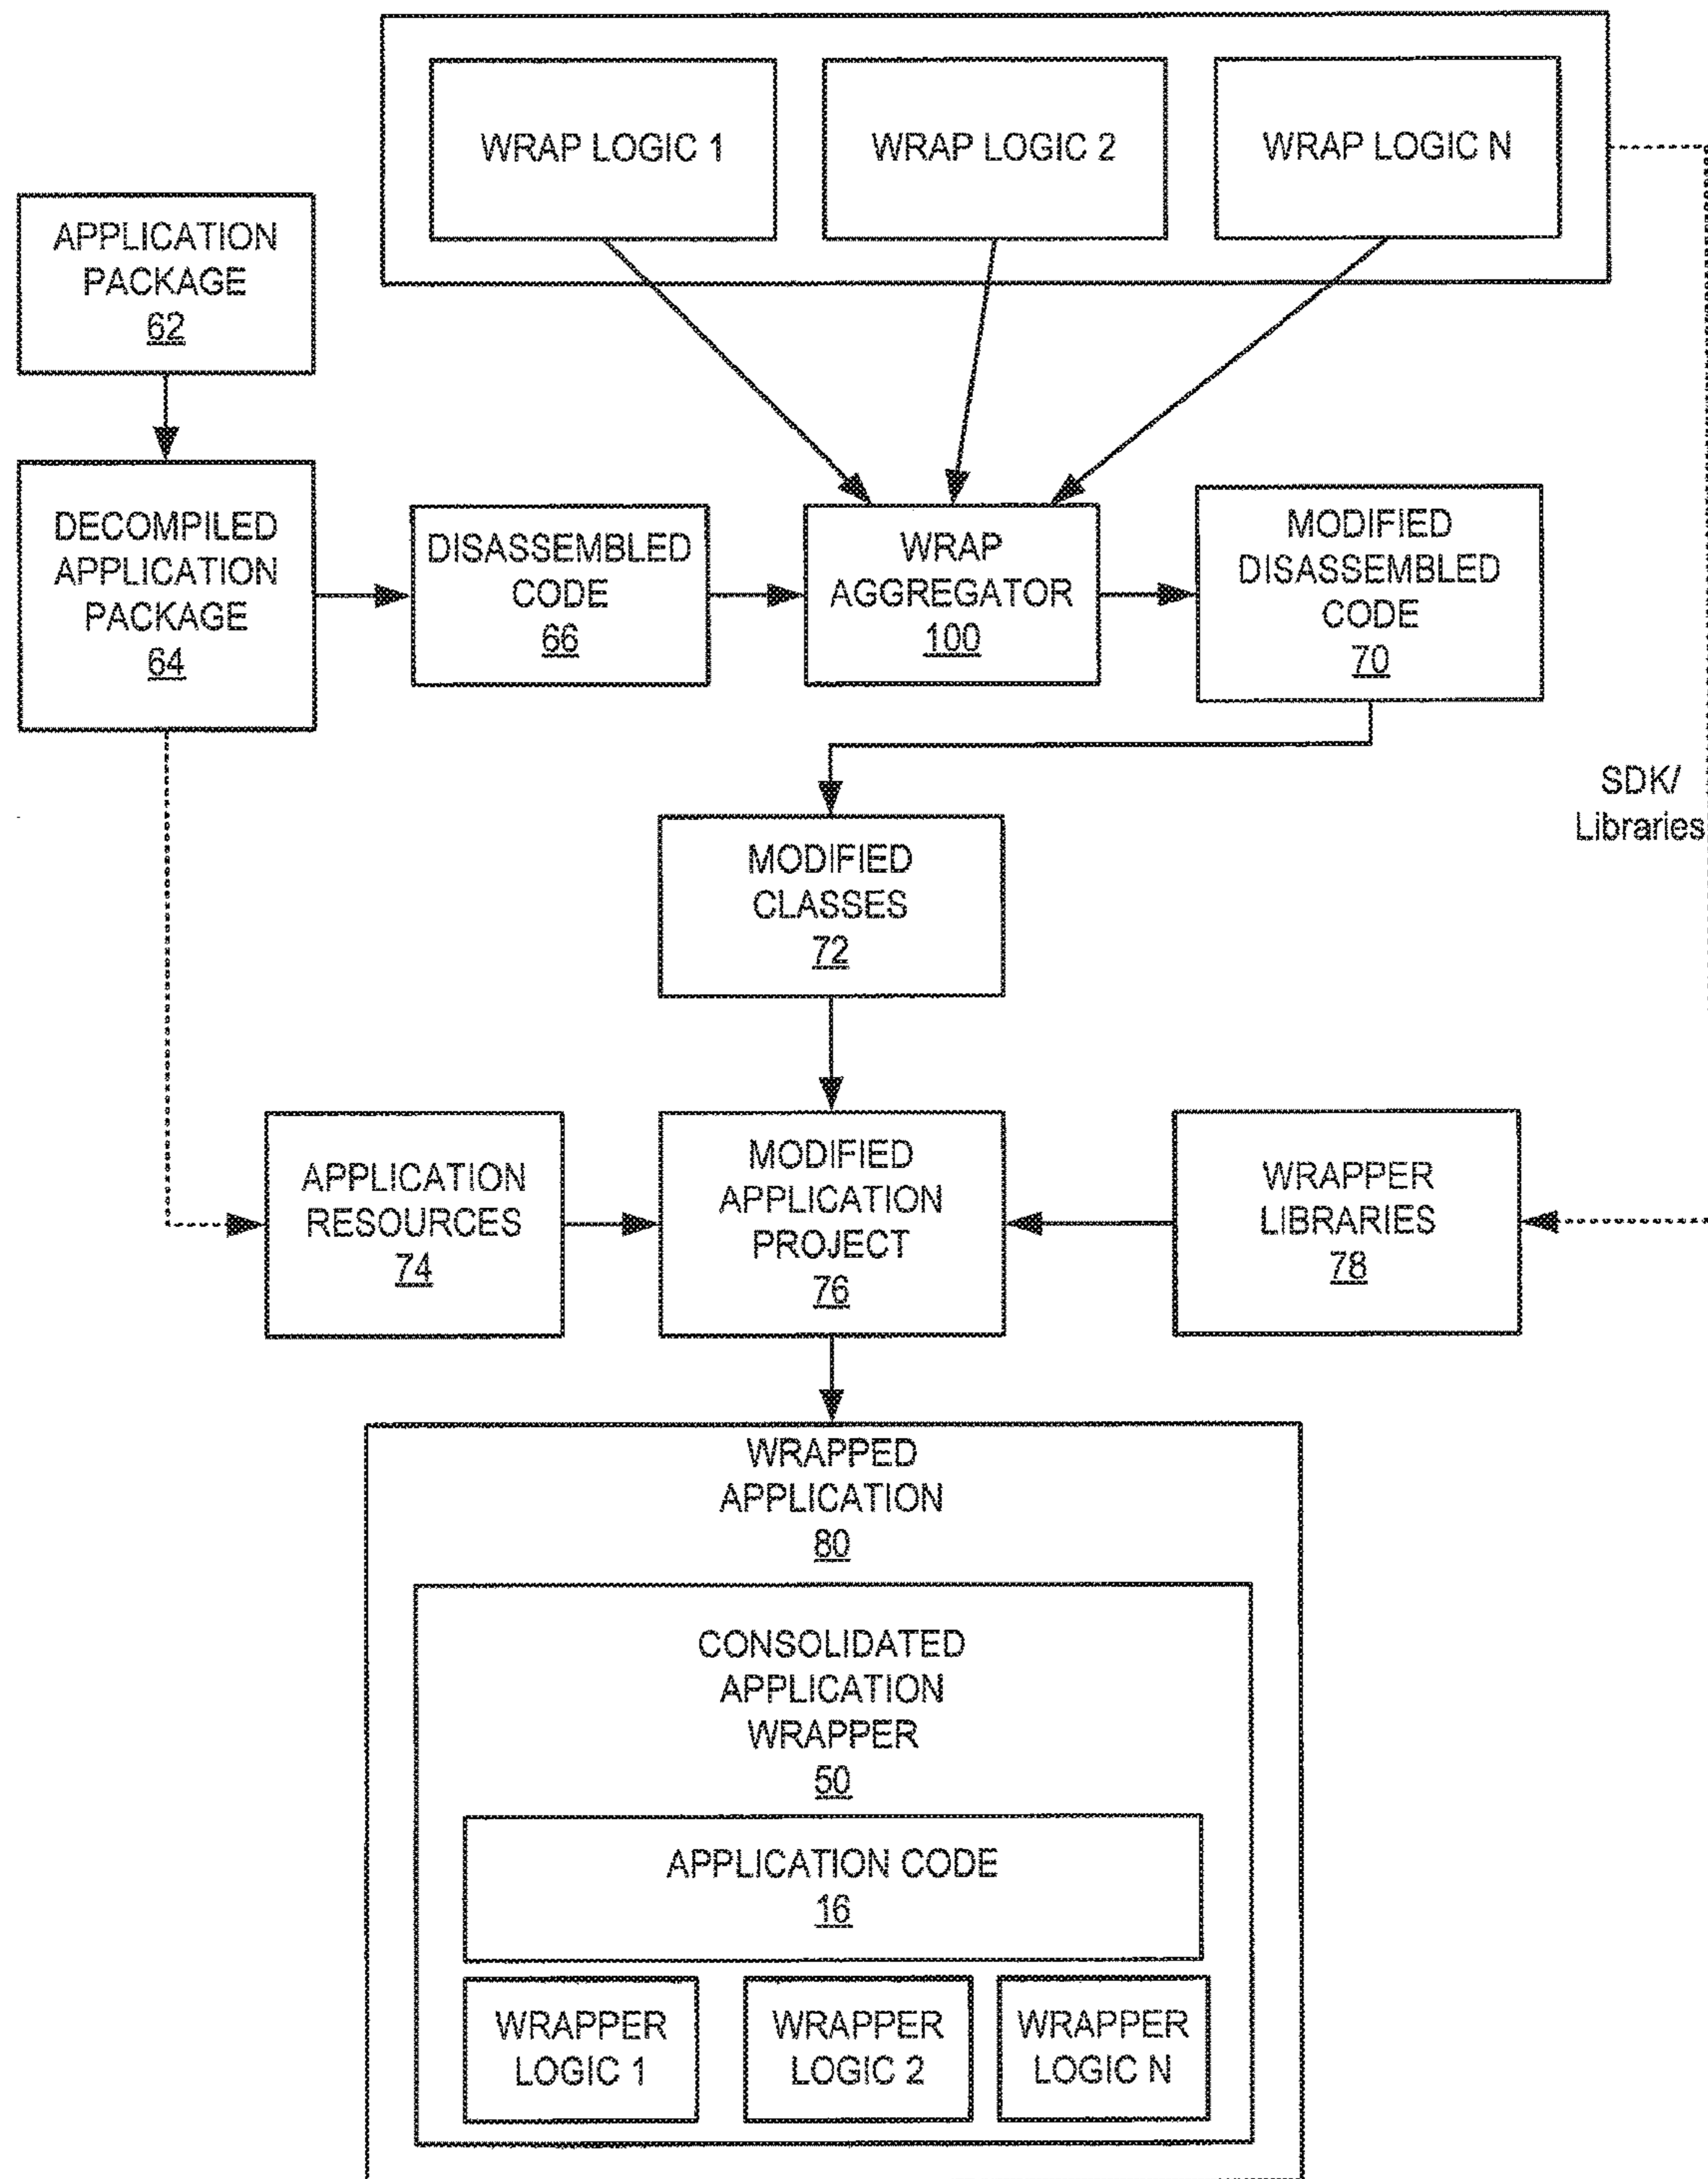 WRAP LOGIC 1
WRAP LOGIC 2
WRAP LOGIC N
APPLICATION
PACKAGE
62
DECOMPILED
APPLICATION
PACKAGE
64
DISASSEMBLED
CODE
66
WRAP
AGGREGATOR
100
MODIFIED
DISASSEMBLED
CODE
70
SDK/
Libraries
MODIFIED
CLASSES
72
APPLICATION
RESOURCES
74
MODIFIED
APPLICATION
PROJECT
76
WRAPPER
LIBRARIES
78
WRAPPED
APPLICATION
80
CONSOLIDATED
APPLICATION
WRAPPER
50
APPLICATION CODE
16
WRAPPER
LOGIC 1
WRAPPER
LOGIC 2
WRAPPER
LOGIC N